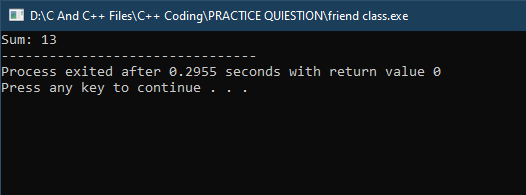 D:\C And C++ Files\C++ Coding\PRACTICE QUIESTION\friend class.exe
Sum: 13
--------------------------------
Process exited after 0.2955 seconds with return value 0
Press any key to continue . . .